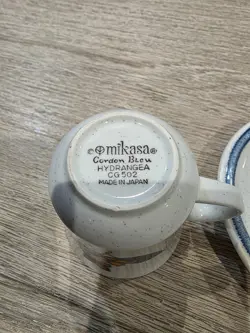 mikasa
Cordon Bleu
HYDRANGEA
CG 502
MADE IN JAPAN